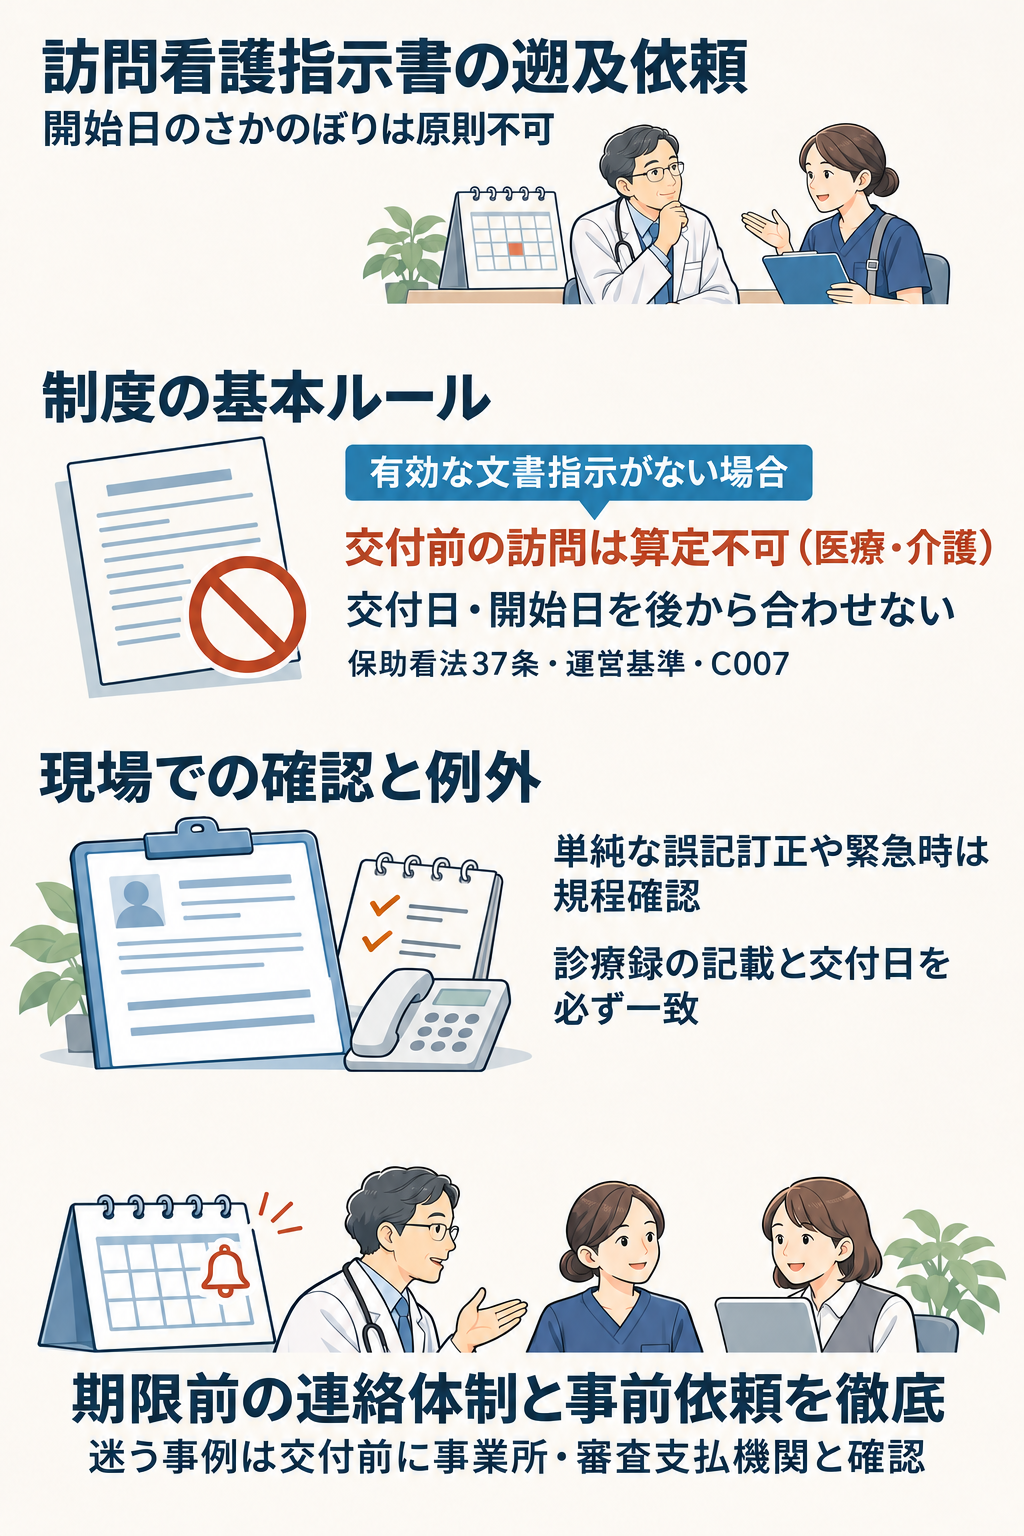 訪問看護指示書の遡及依頼
開始日のさかのぼりは原則不可
制度の基本ルール
有効な文書指示がない場合
交付前の訪問は算定不可（医療・介護）
交付日・開始日を後から合わせない
保助看法37条・運営基準・C007
現場での確認と例外
単純な誤記訂正や緊急時は
規程確認
診療録の記載と交付日を
必ず一致
期限前の連絡体制と事前依頼を徹底
迷う事例は交付前に事業所・審査支払機関と確認